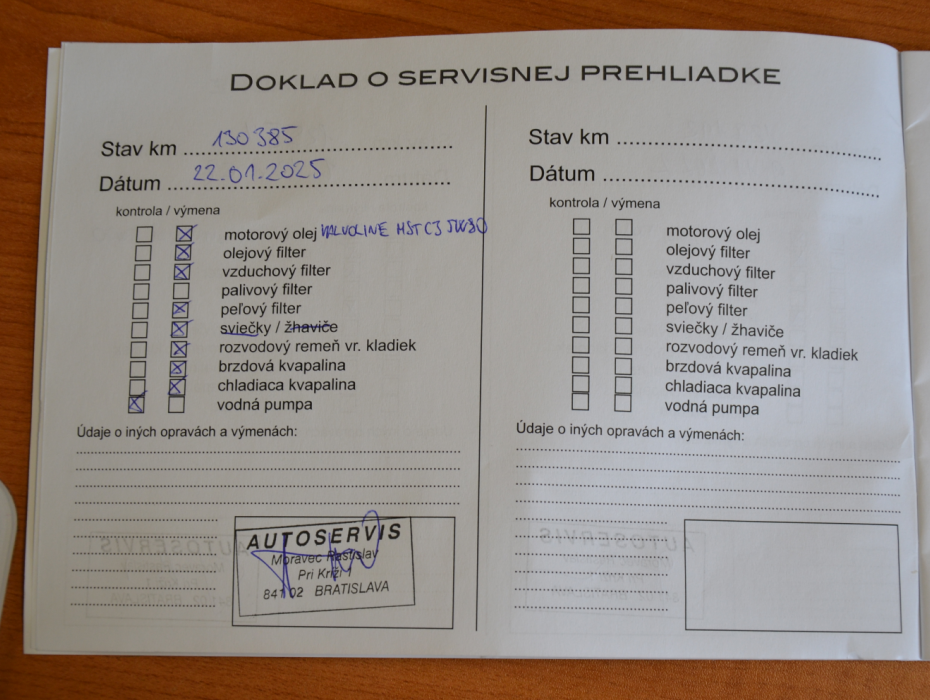 DOKLAD O SERVISNEJ PREHLIADKE
Stav km 130385
Dátum 22.01.2025
kontrola / výmena
motorový olej VALVOLINE MST C3 5W30
olejový filter
vzduchový filter
palivový filter
peľový filter
sviečky / žhaviče
rozvodový remeň vr. kladiek
brzdová kvapalina
chladiaca kvapalina
vodná pumpa
Údaje o iných opravách a výmenách:
AUTOSERVIS
Moravec Rastislav
Pri Kríži 1
841 02 BRATISLAVA
Stav km
Dátum
kontrola / výmena
motorový olej
olejový filter
vzduchový filter
palivový filter
peľový filter
sviečky / žhaviče
rozvodový remeň vr. kladiek
brzdová kvapalina
chladiaca kvapalina
vodná pumpa
Údaje o iných opravách a výmenách: